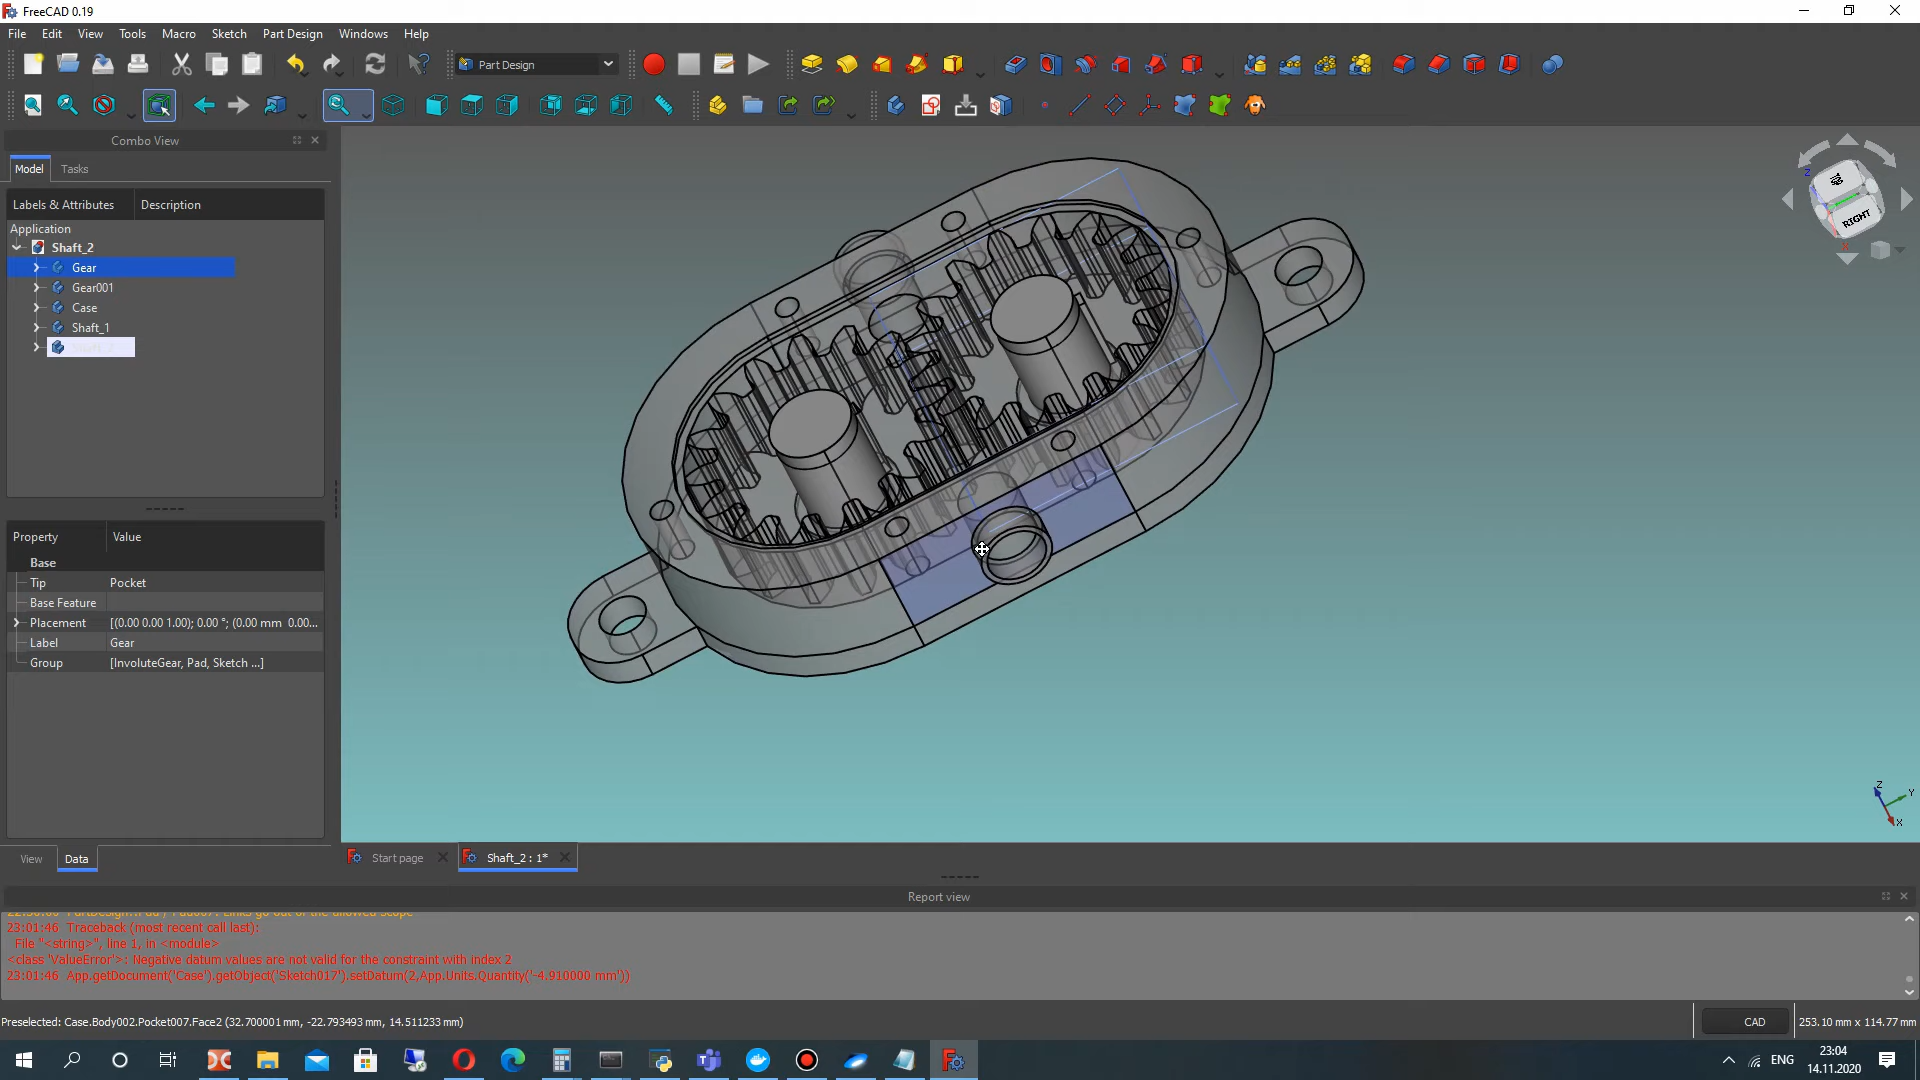 FreeCAD 0.19
File Edit View Tools Macro Sketch Part Design Windows Help
Part Design
Combo View
Model Tasks
Labels & Attributes Description
Application
Shaft_2
Gear
Gear001
Case
Shaft_1
Property Value
Base
Tip Pocket
Base Feature
Placement [(0.00 0.00 1.00); 0.00 °; (0.00 mm 0.00...
Label Gear
Group [InvoluteGear, Pad, Sketch ...]
View Data
TOP
RIGHT
Z
X
Z
Y
X
Start page
Shaft_2 : 1*
Report view
23:01:46 Traceback (most recent call last):
File "<string>", line 1, in <module>
<class 'ValueError'>: Negative datum values are not valid for the constraint with index 2
23:01:46 App.getDocument('Case').getObject('Sketch017').setDatum(2,App.Units.Quantity('-4.910000 mm'))
Preselected: Case.Body002.Pocket007.Face2 (32.700001 mm, -22.793493 mm, 14.511233 mm)
CAD
253.10 mm x 114.77 mm
ENG
23:04
14.11.2020